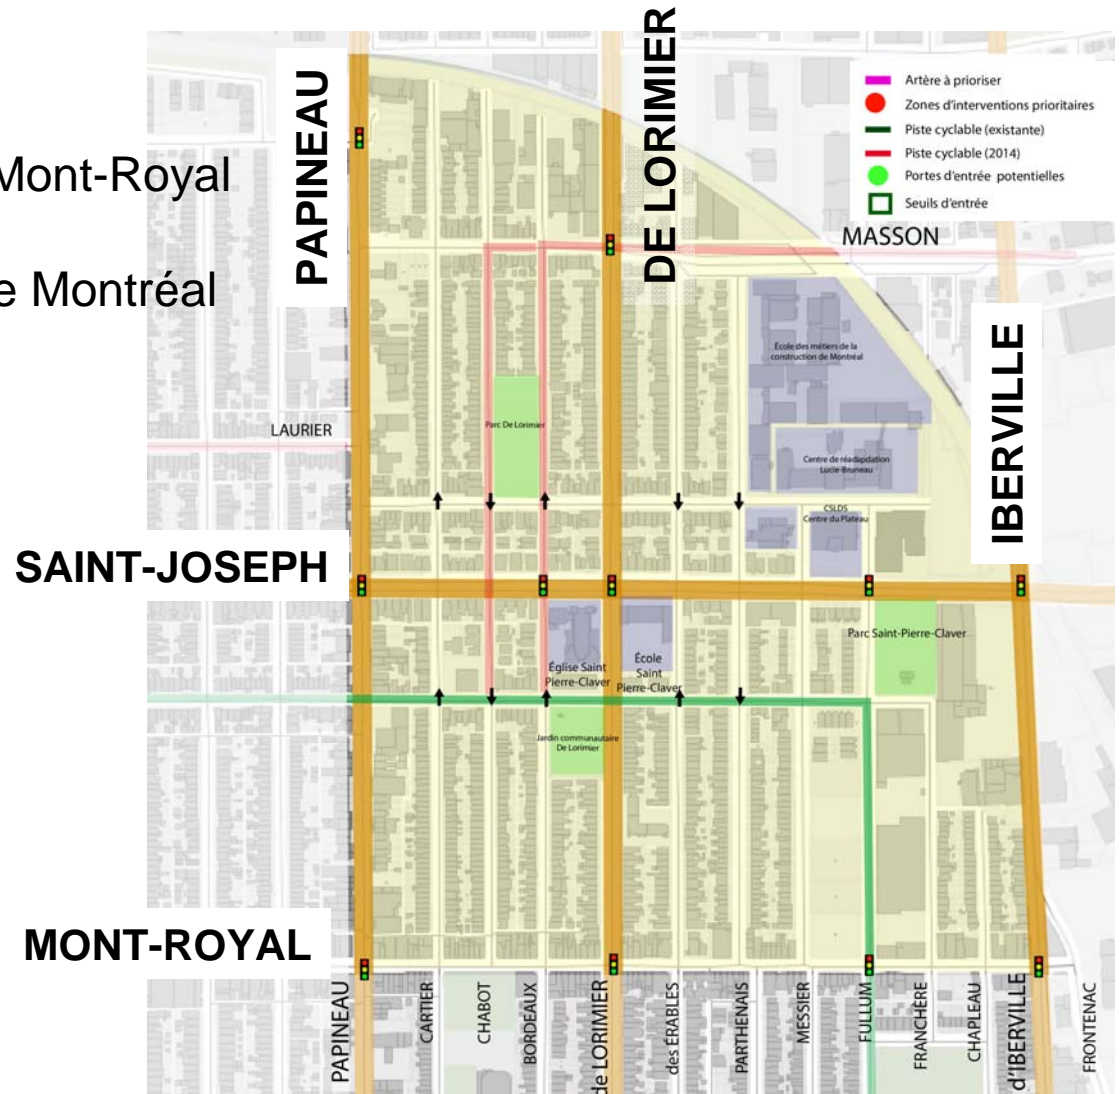 Mont-Royal
e Montréal
PAPINEAU
DE LORIMIER
Artère à prioriser
Zones d'interventions prioritaires
Piste cyclable (existante)
Piste cyclable (2014)
Portes d'entrée potentielles
Seuils d'entrée
MASSON
IBERVILLE
École des métiers de la
construction de Montréal
LAURIER
Parc De Lorimier
Centre de réadapdation
Lucie-Bruneau
CSLDS
Centre du Plateau
SAINT-JOSEPH
Parc Saint-Pierre-Claver
Église Saint
Pierre-Claver
École
Saint
Pierre-Claver
Jardin communautaire
De Lorimier
MONT-ROYAL
PAPINEAU
CARTIER
CHABOT
BORDEAUX
de LORIMIER
des ÉRABLES
PARTHENAIS
MESSIER
FULLUM
FRANCHÈRE
CHAPLEAU
d'IBERVILLE
FRONTENAC